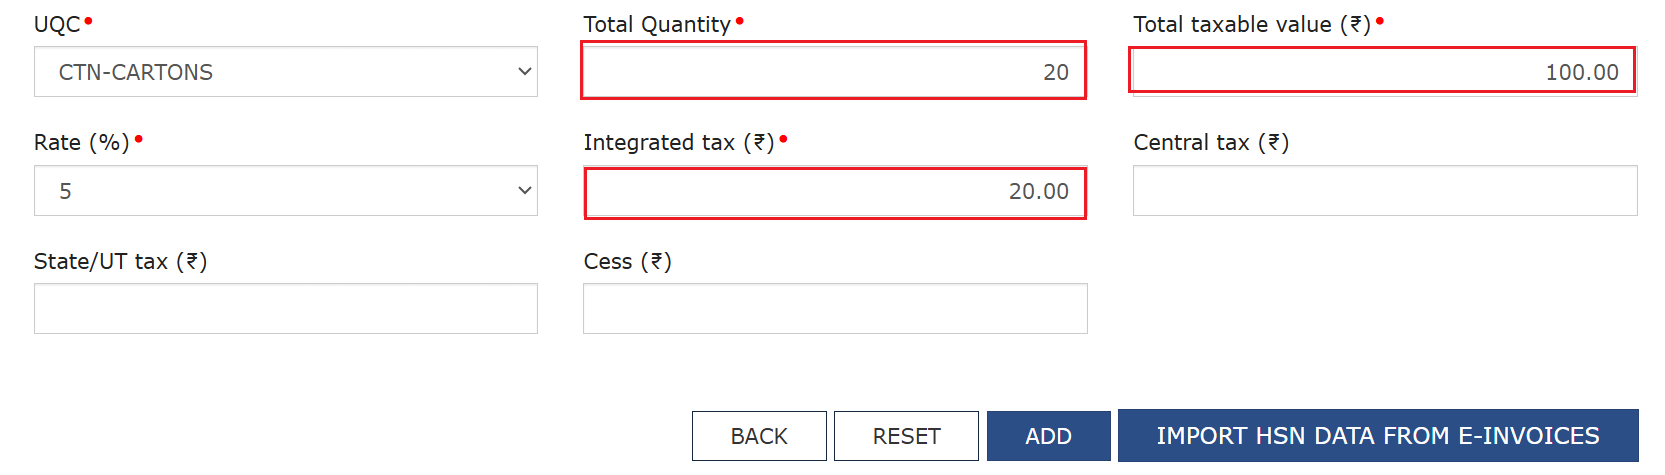 UQC•
Total Quantity•
Total taxable value (₹)•
CTN-CARTONS
20
100.00
Rate (%)•
Integrated tax (₹)•
Central tax (₹)
5
20.00
State/UT tax (₹)
Cess (₹)
BACK
RESET
ADD
IMPORT HSN DATA FROM E-INVOICES